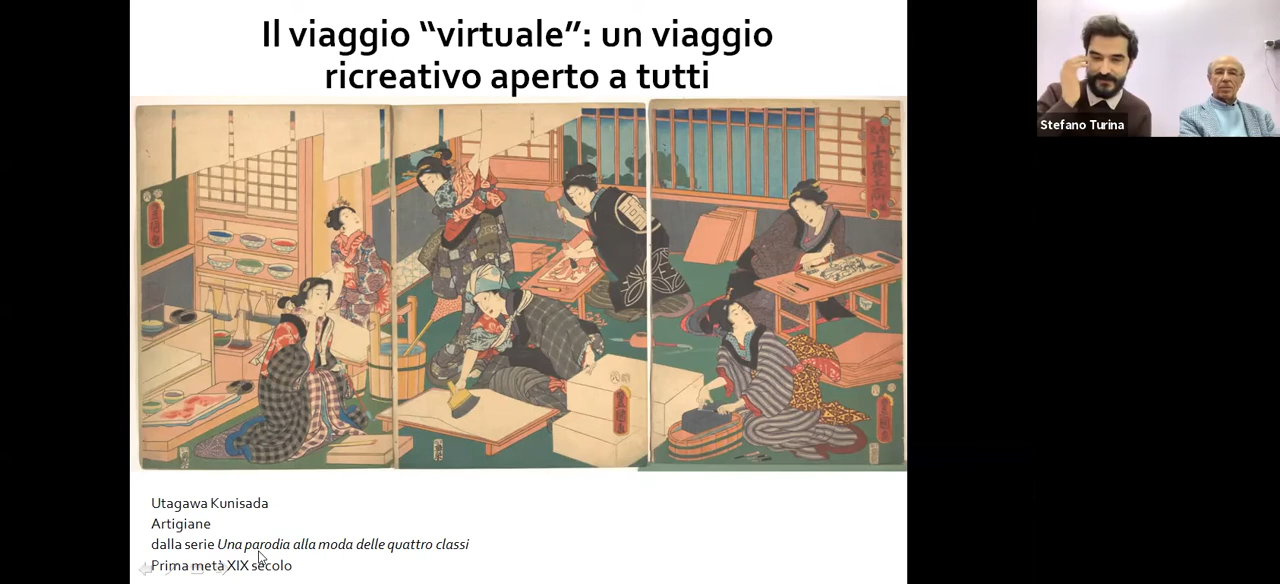 Il viaggio “virtuale”: un viaggio
ricreativo aperto a tutti
Stefano Turina
Utagawa Kunisada
Artigiane
dalla serie Una parodia alla moda delle quattro classi
Prima metà XIX secolo